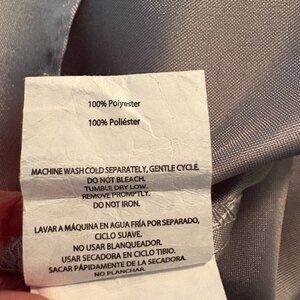 100% Polyester
100% Poliéster
MACHINE WASH COLD SEPARATELY, GENTLE CYCLE.
DO NOT BLEACH.
TUMBLE DRY LOW.
REMOVE PROMPTLY.
DO NOT IRON.
LAVAR A MÁQUINA EN AGUA FRÍA POR SEPARADO,
CICLO SUAVE.
NO USAR BLANQUEADOR.
USAR SECADORA EN CICLO TIBIO.
SACAR PÁPIDAMENTE DE LA SECADORA.
NO PLANCHAR.